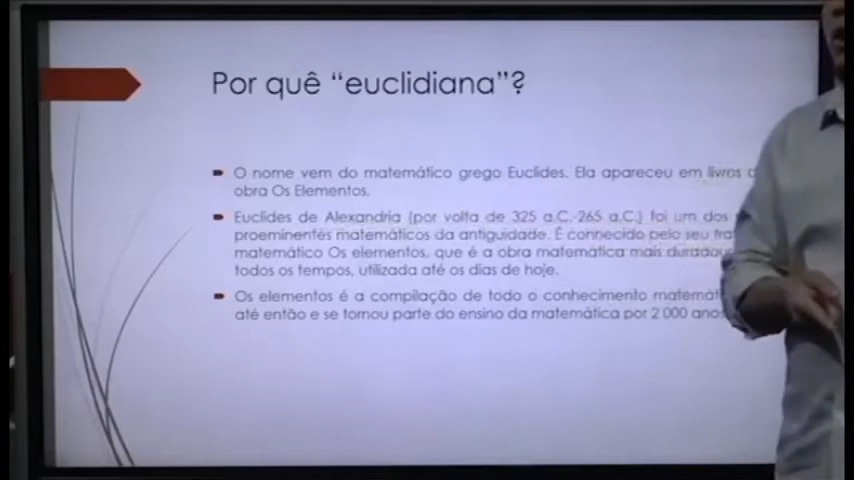 Por quê “euclidiana”?
O nome vem do matemático grego Euclides. Ela apareceu em livros
obra Os Elementos.
Euclides de Alexandria (por volta de 325 a.C.-265 a.C.) foi um dos
proeminentes matemáticos da antiguidade. É conhecido pelo seu
matemático Os elementos, que é a obra matemática mais
todos os tempos, utilizada até os dias de hoje.
Os elementos é a compilação de todo o conhecimento
até então e se tornou parte do ensino da matemática por 2 000 anos